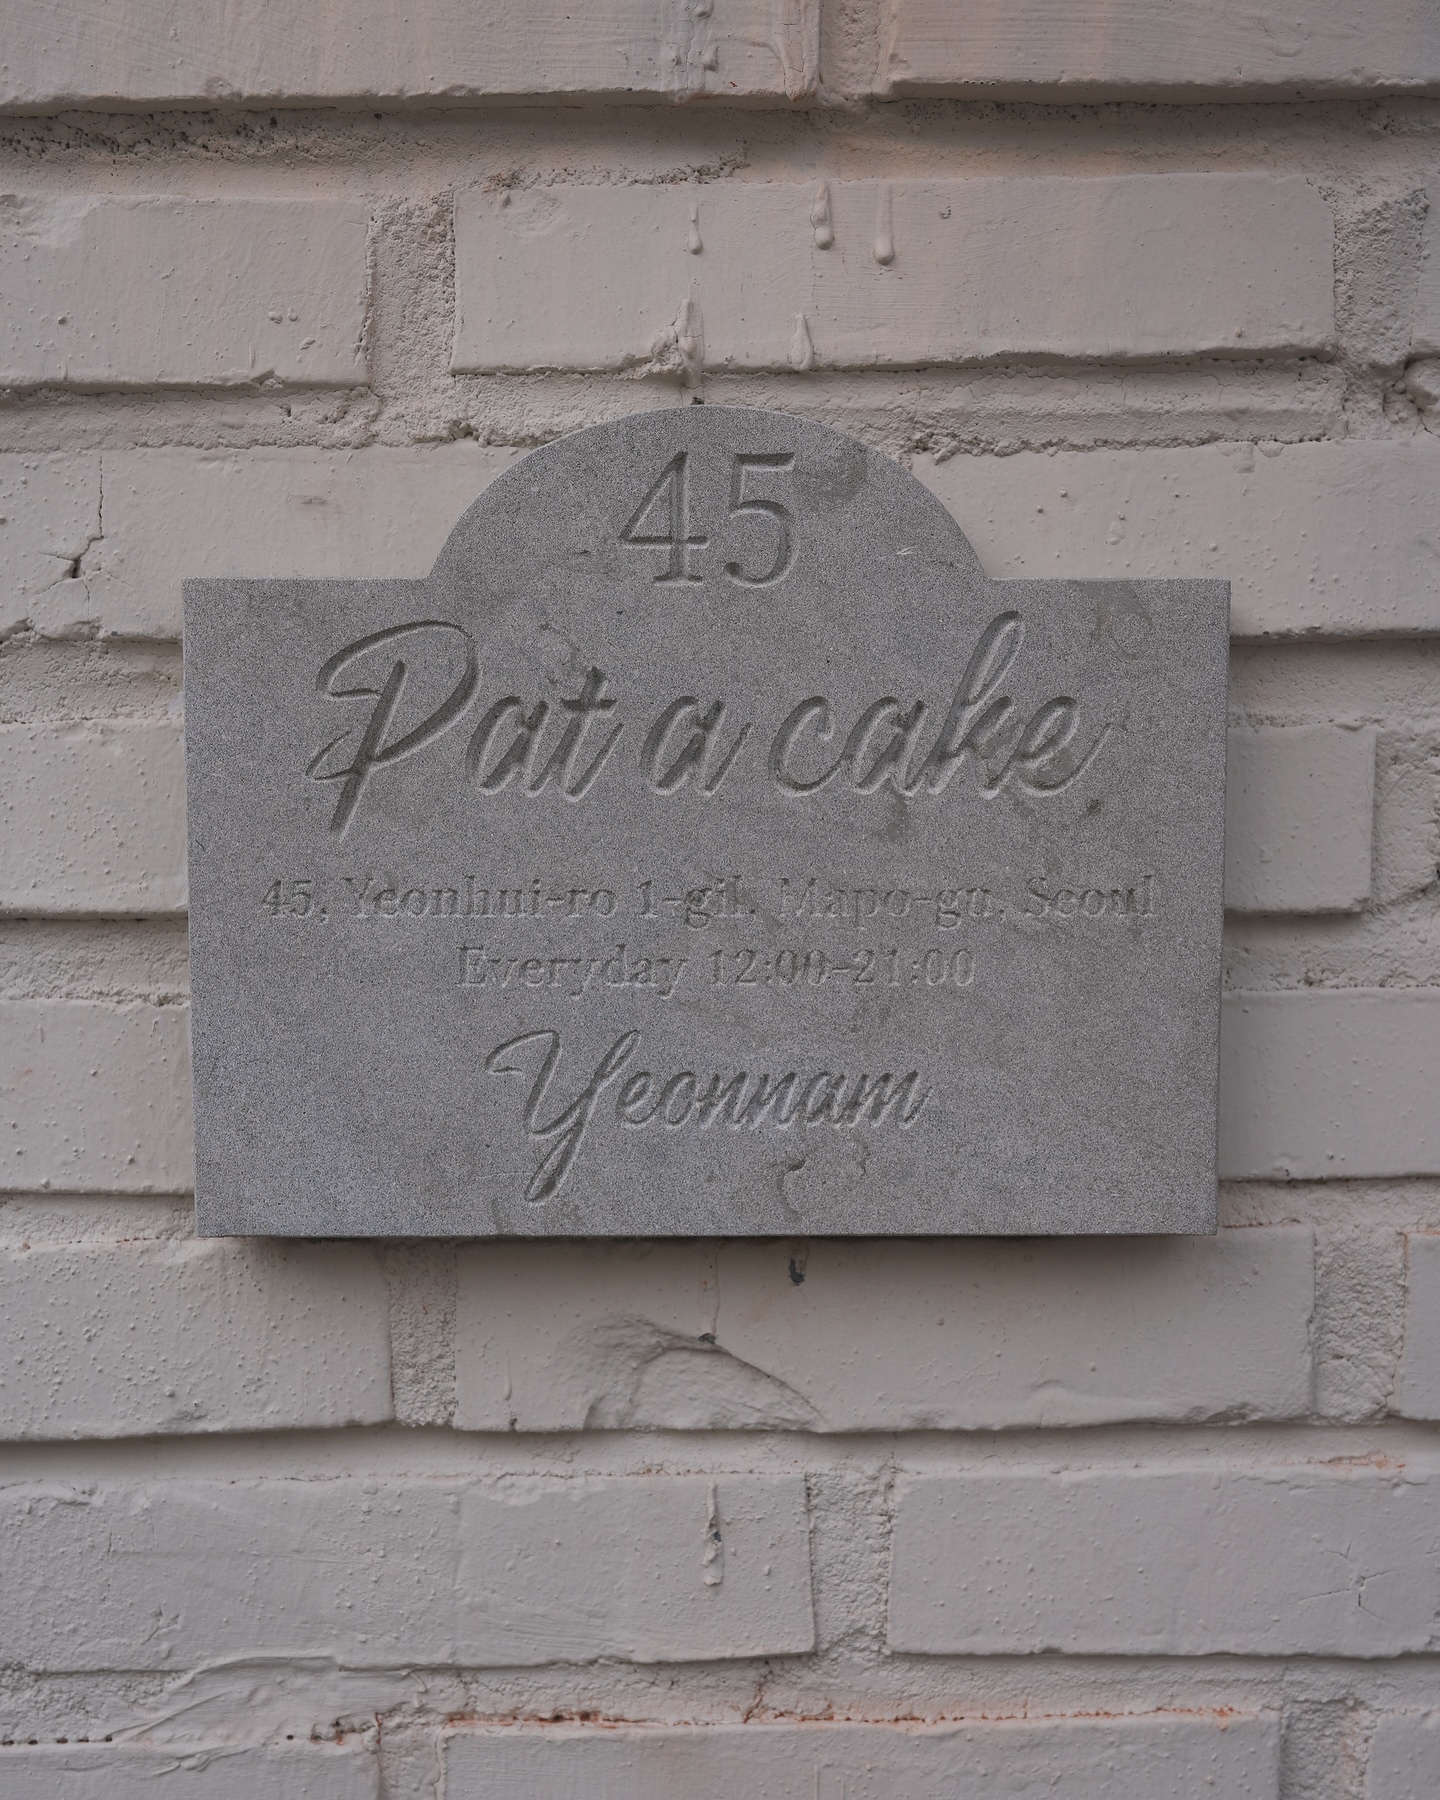 45
Pat a cake
45, Yeonhui-ro 1-gil, Mapo-gu, Seoul
Everyday 12:00-21:00
Yeonnam